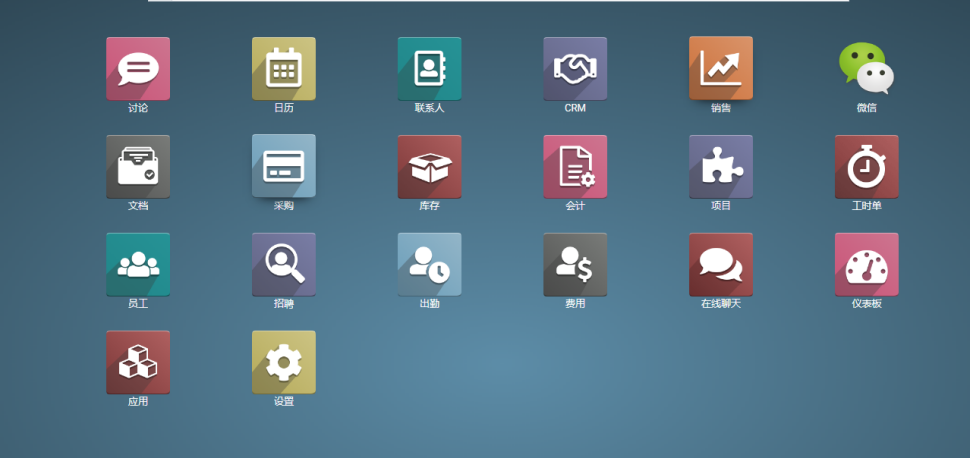 讨论
日历
联系人
CRM
销售
微信
文档
采购
库存
会计
项目
工时单
员工
招聘
出勤
费用
在线聊天
仪表板
应用
设置